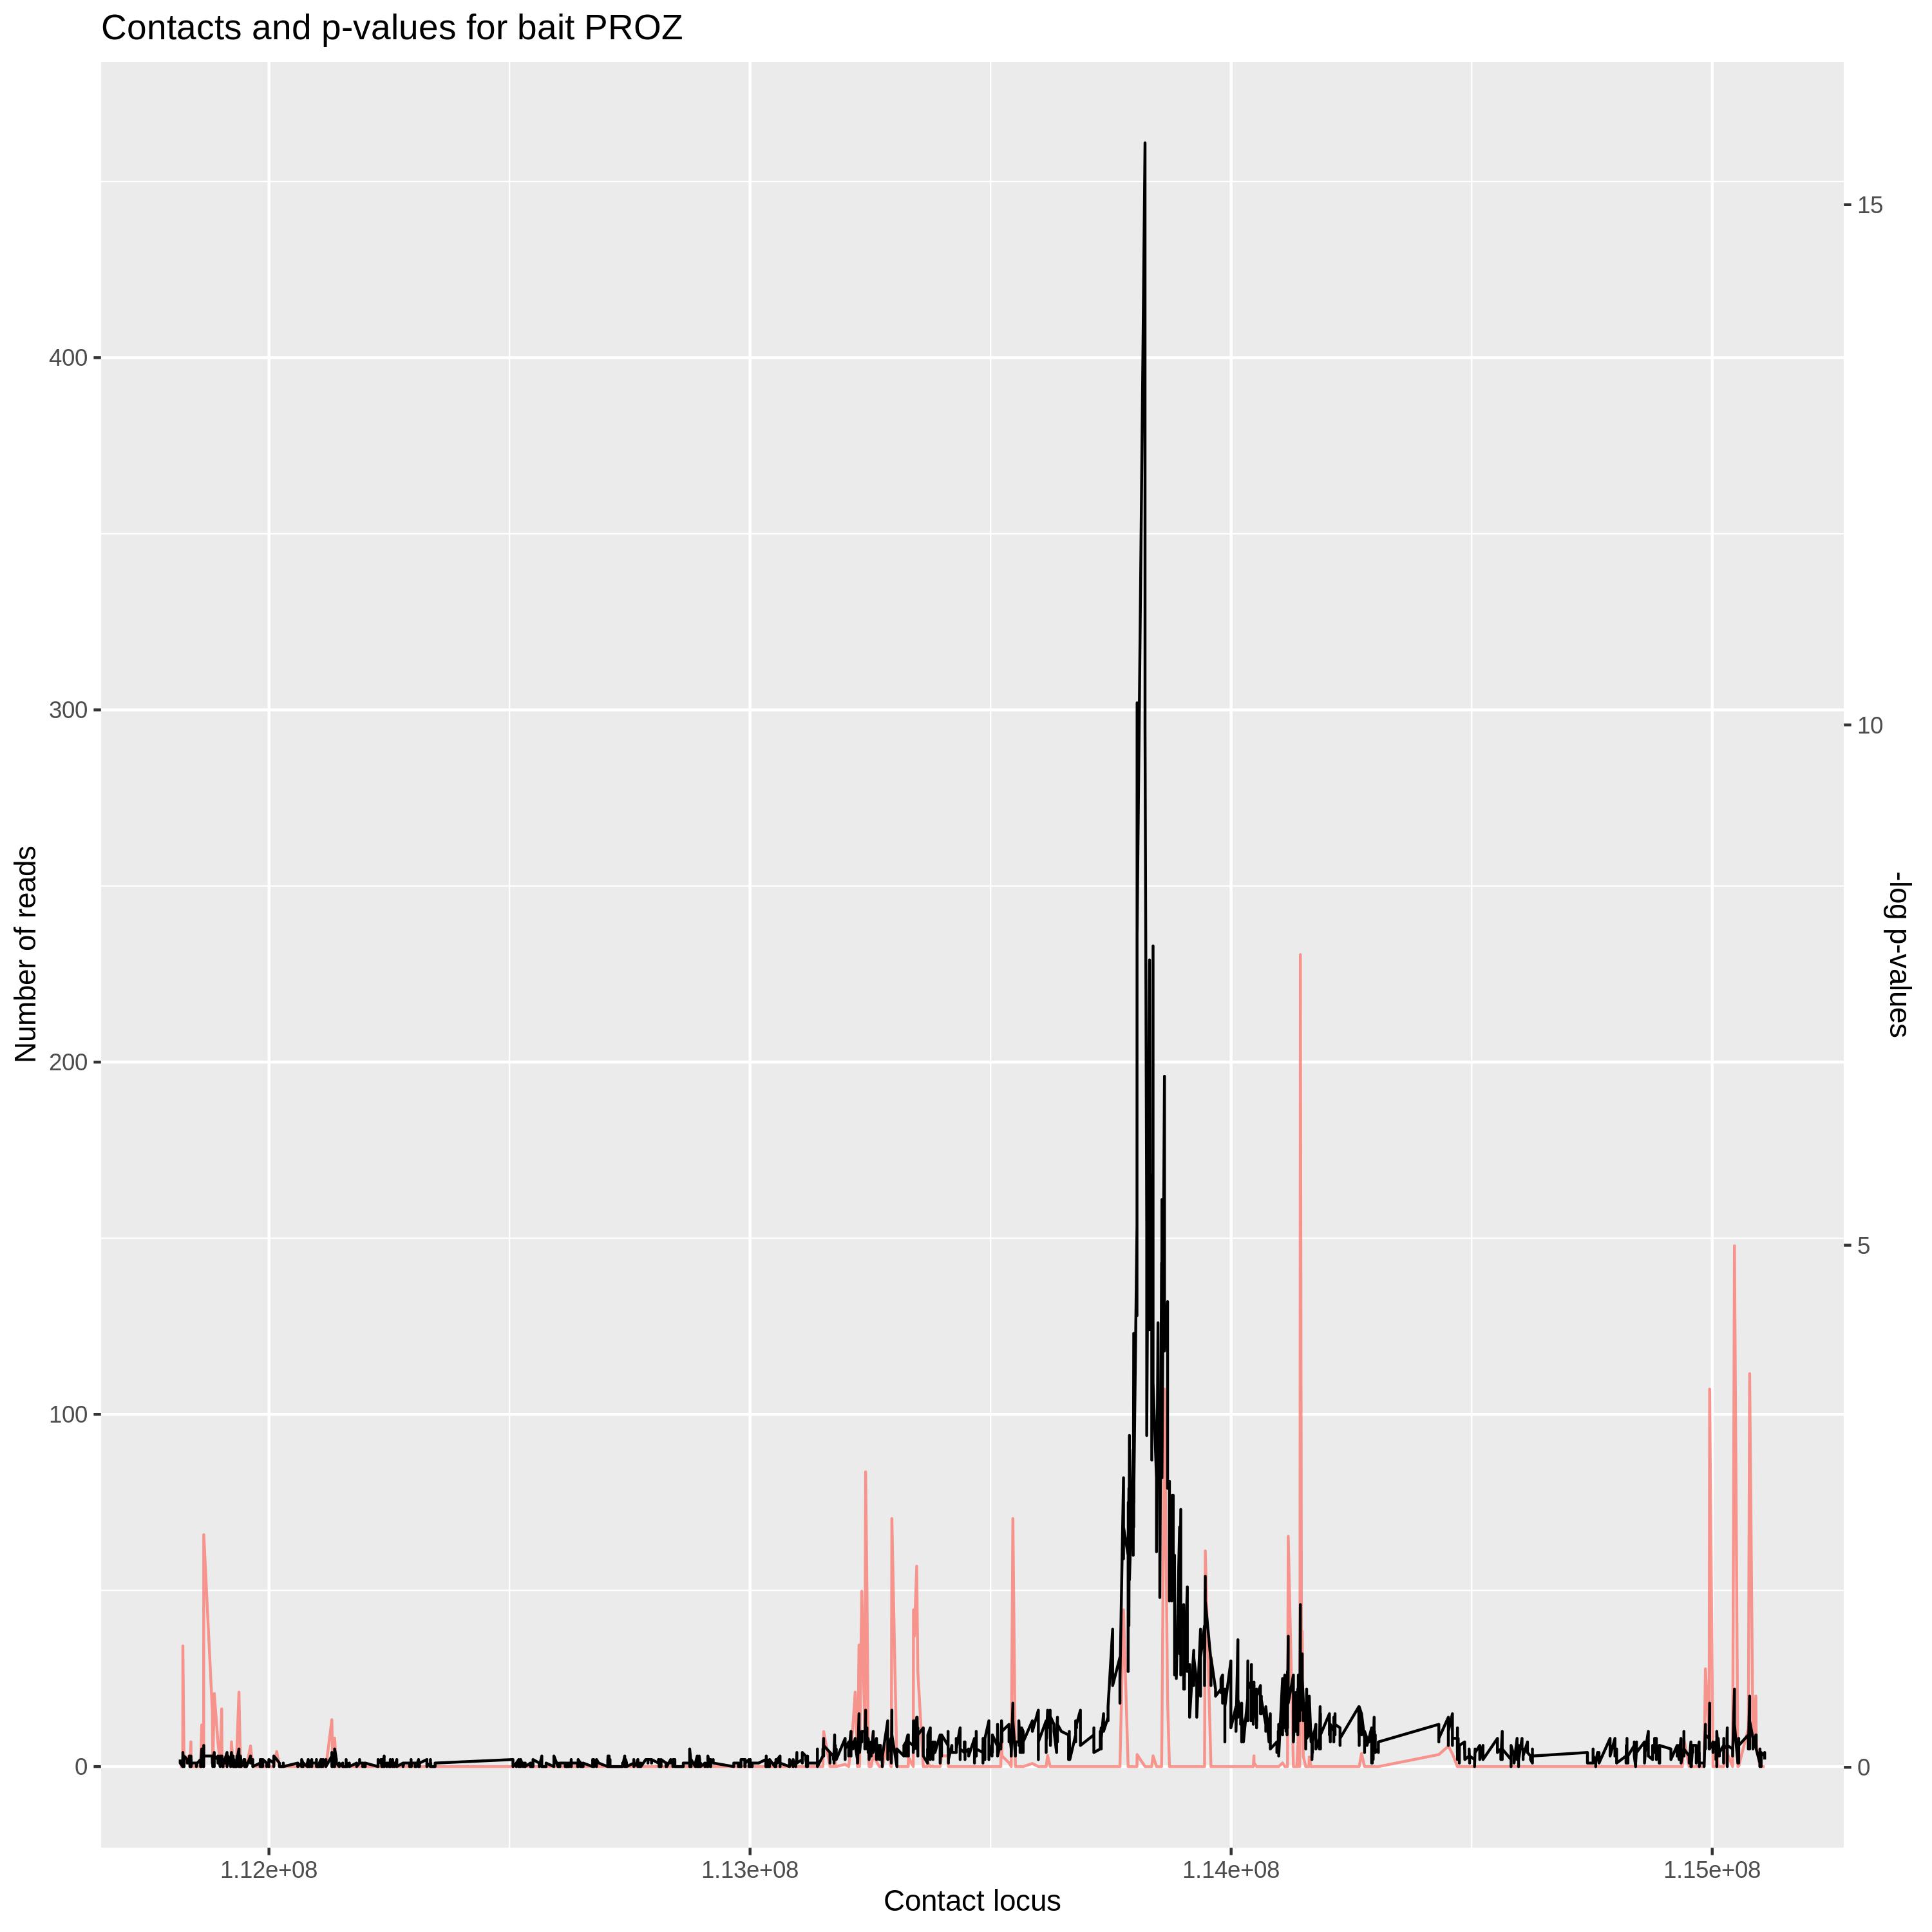 Contacts and p-values for bait PROZ
400
300
200
100
0
15
10
5
0
Number of reads
-log p-values
1.12e+08
1.13e+08
1.14e+08
1.15e+08
Contact locus